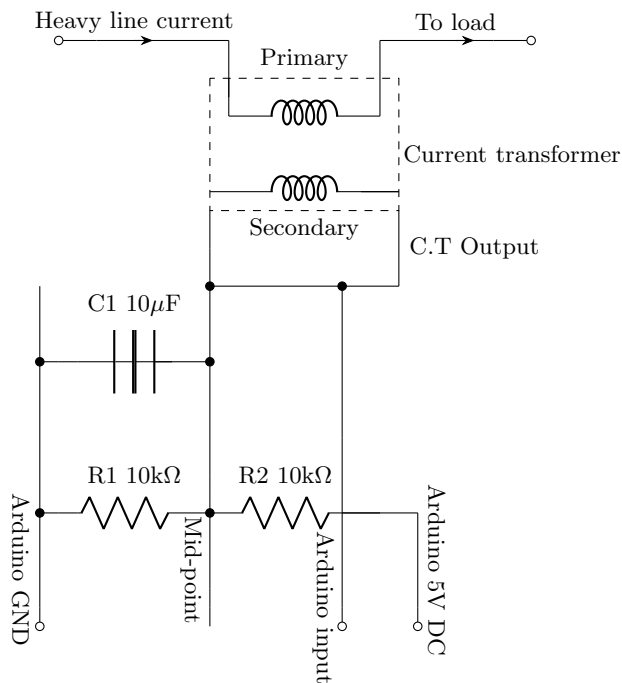 Heavy line current
To load
Primary
Current transformer
Secondary
C.T Output
C1 10μF
R1 10kΩ
R2 10kΩ
Arduino GND
Mid-point
Arduino input
Arduino 5V DC